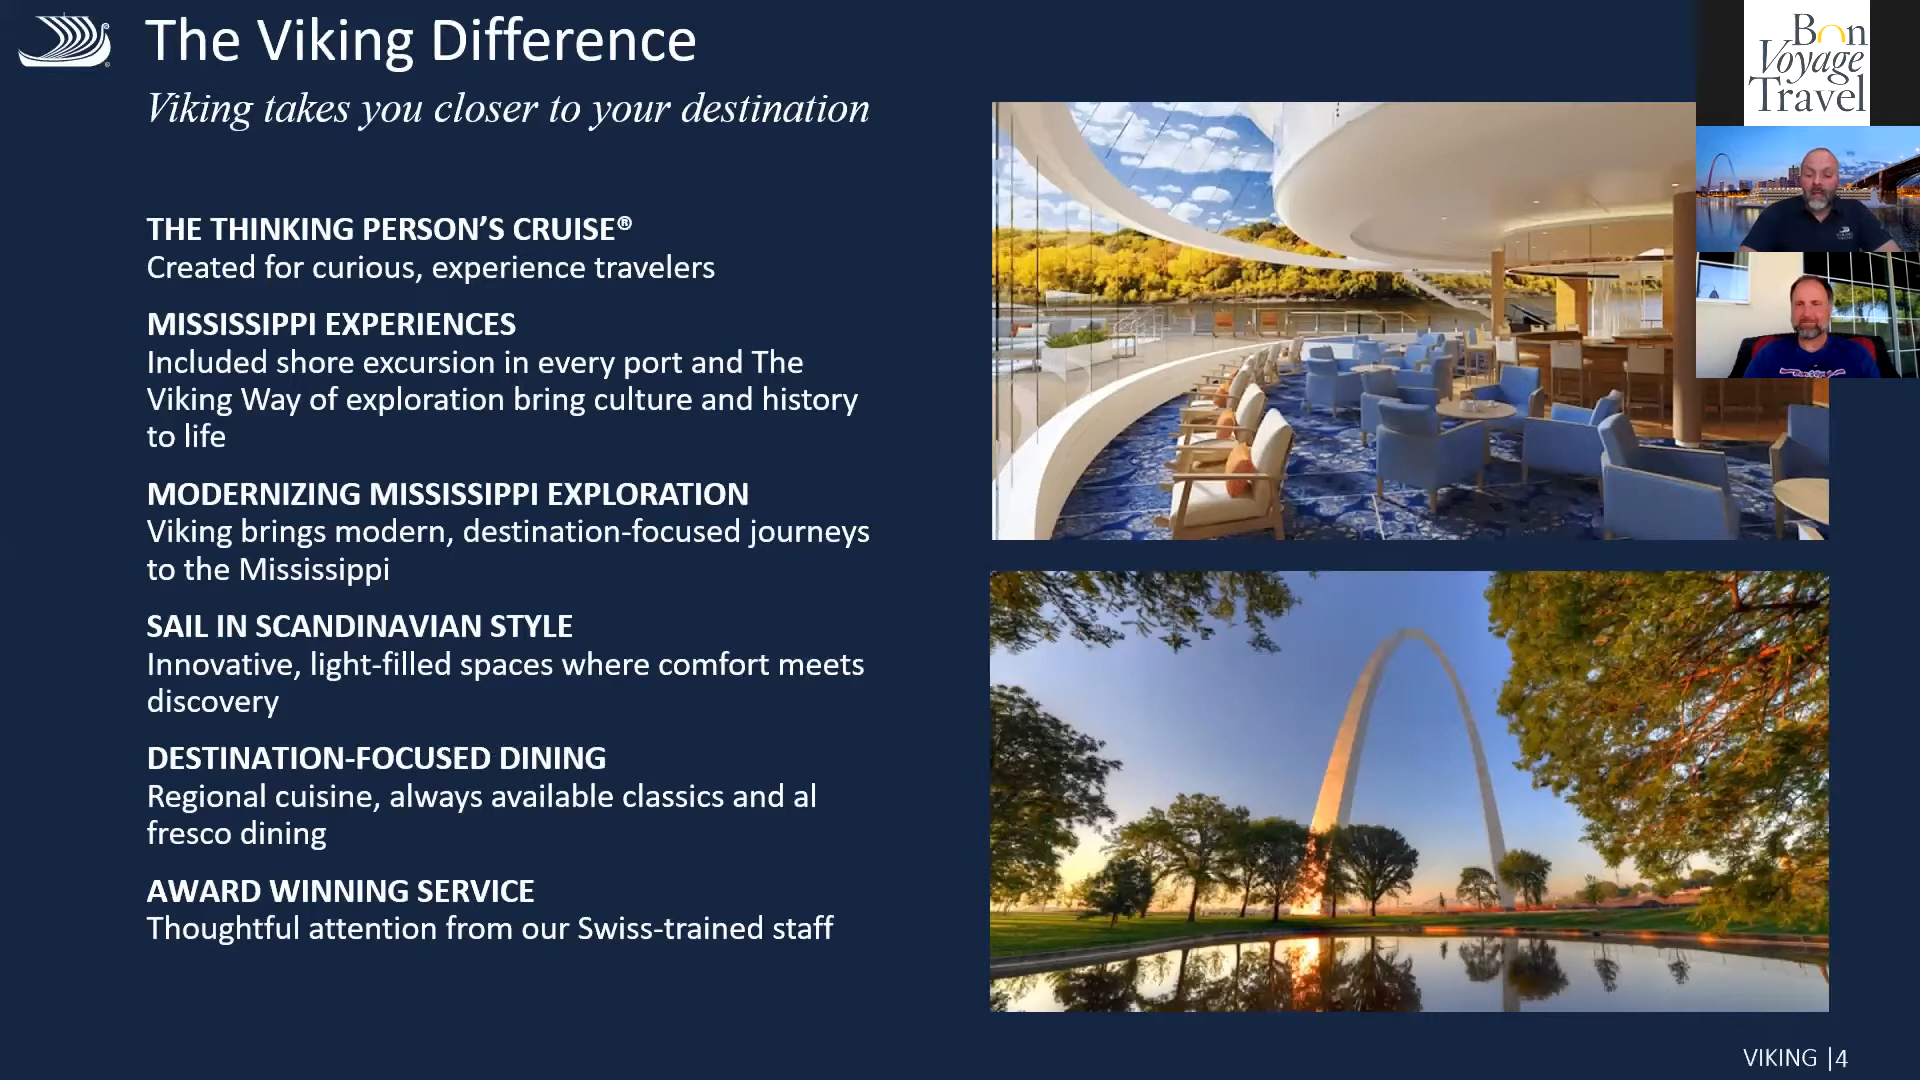 The Viking Difference
Viking takes you closer to your destination
THE THINKING PERSON’S CRUISE®
Created for curious, experience travelers
MISSISSIPPI EXPERIENCES
Included shore excursion in every port and The
Viking Way of exploration bring culture and history
to life
MODERNIZING MISSISSIPPI EXPLORATION
Viking brings modern, destination-focused journeys
to the Mississippi
SAIL IN SCANDINAVIAN STYLE
Innovative, light-filled spaces where comfort meets
discovery
DESTINATION-FOCUSED DINING
Regional cuisine, always available classics and al
fresco dining
AWARD WINNING SERVICE
Thoughtful attention from our Swiss-trained staff
Bon
Voyage
Travel
VIKING |4